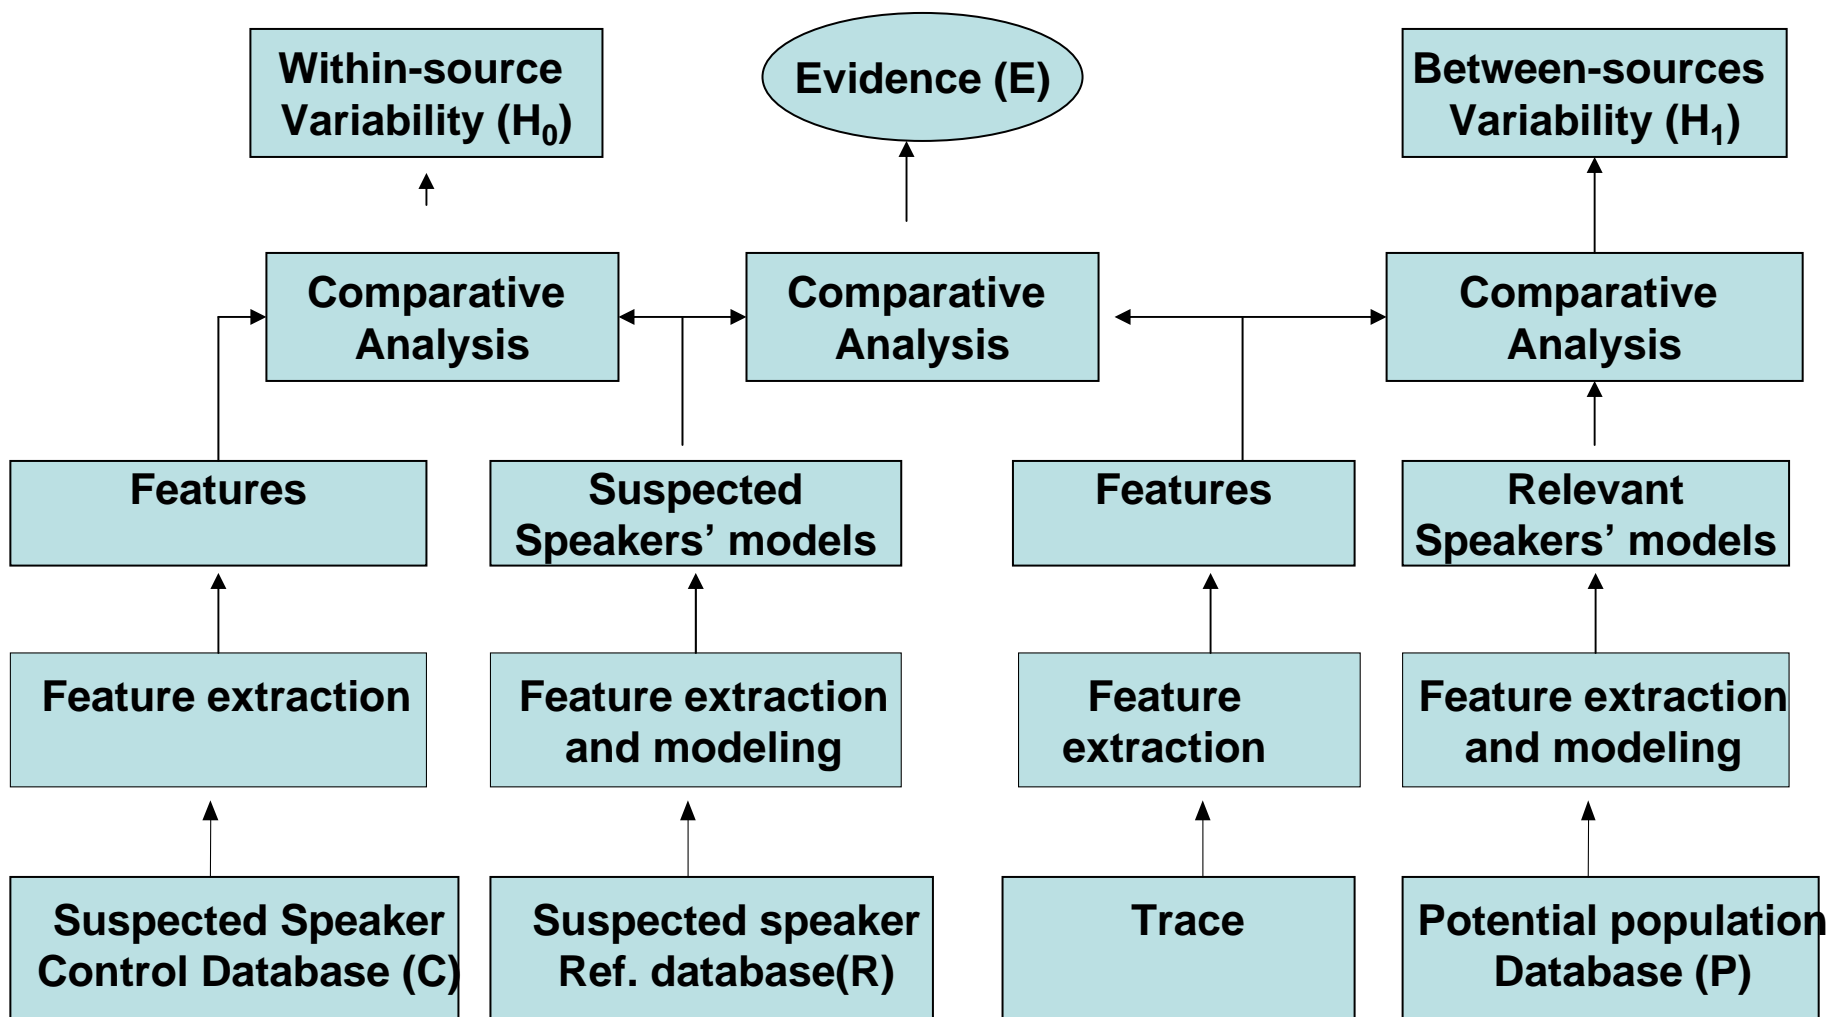 Within-source
Variability (H₀)
Evidence (E)
Between-sources
Variability (H₁)
Comparative
Analysis
Comparative
Analysis
Comparative
Analysis
Features
Suspected
Speakers’ models
Features
Relevant
Speakers’ models
Feature extraction
Feature extraction
and modeling
Feature
extraction
Feature extraction
and modeling
Suspected Speaker
Control Database (C)
Suspected speaker
Ref. database(R)
Trace
Potential population
Database (P)